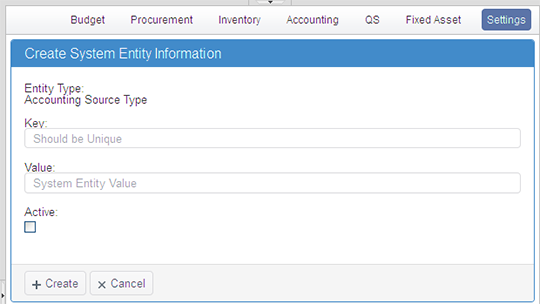 Budget Procurement Inventory Accounting QS Fixed Asset Settings
Create System Entity Information
Entity Type:
Accounting Source Type
Key:
Should be Unique
Value:
System Entity Value
Active:
Create Cancel